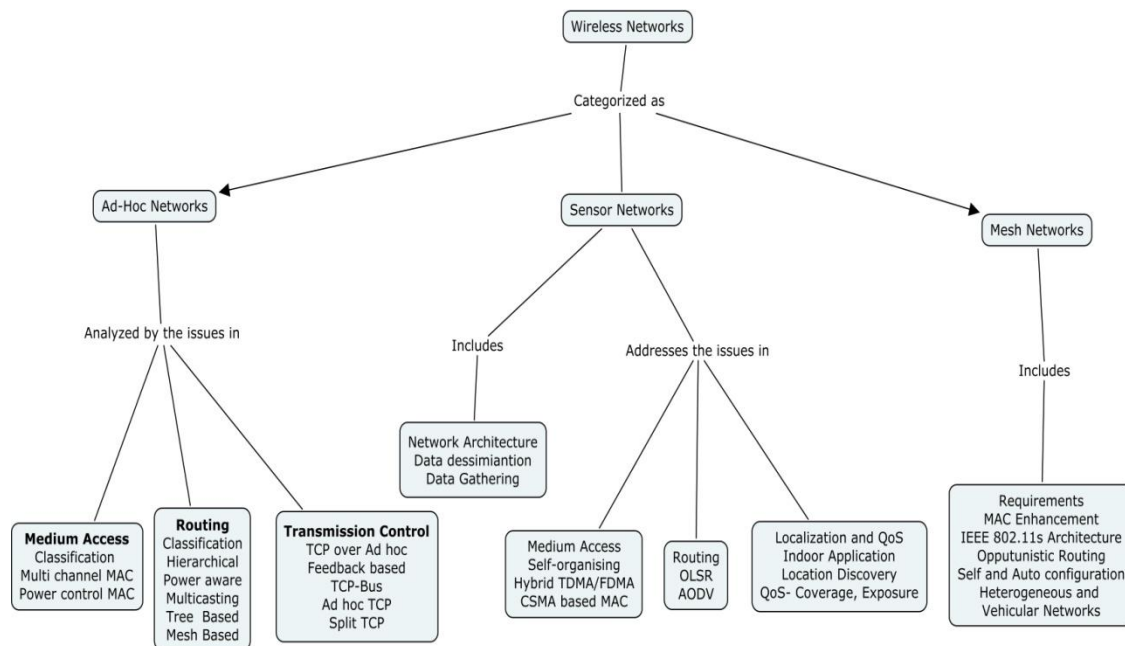 Wireless Networks
Categorized as
Ad-Hoc Networks
Sensor Networks
Mesh Networks
Analyzed by the issues in
Includes
Addresses the issues in
Includes
Medium Access
Classification
Multi channel MAC
Power control MAC
Routing
Classification
Hierarchical
Power aware
Multicasting
Tree Based
Mesh Based
Transmission Control
TCP over Ad hoc
Feedback based
TCP-Bus
Ad hoc TCP
Split TCP
Network Architecture
Data dessimiantion
Data Gathering
Medium Access
Self-organising
Hybrid TDMA/FDMA
CSMA based MAC
Routing
OLSR
AODV
Localization and QoS
Indoor Application
Location Discovery
QoS- Coverage, Exposure
Requirements
MAC Enhancement
IEEE 802.11s Architecture
Opputunistic Routing
Self and Auto configuration
Heterogeneous and
Vehicular Networks